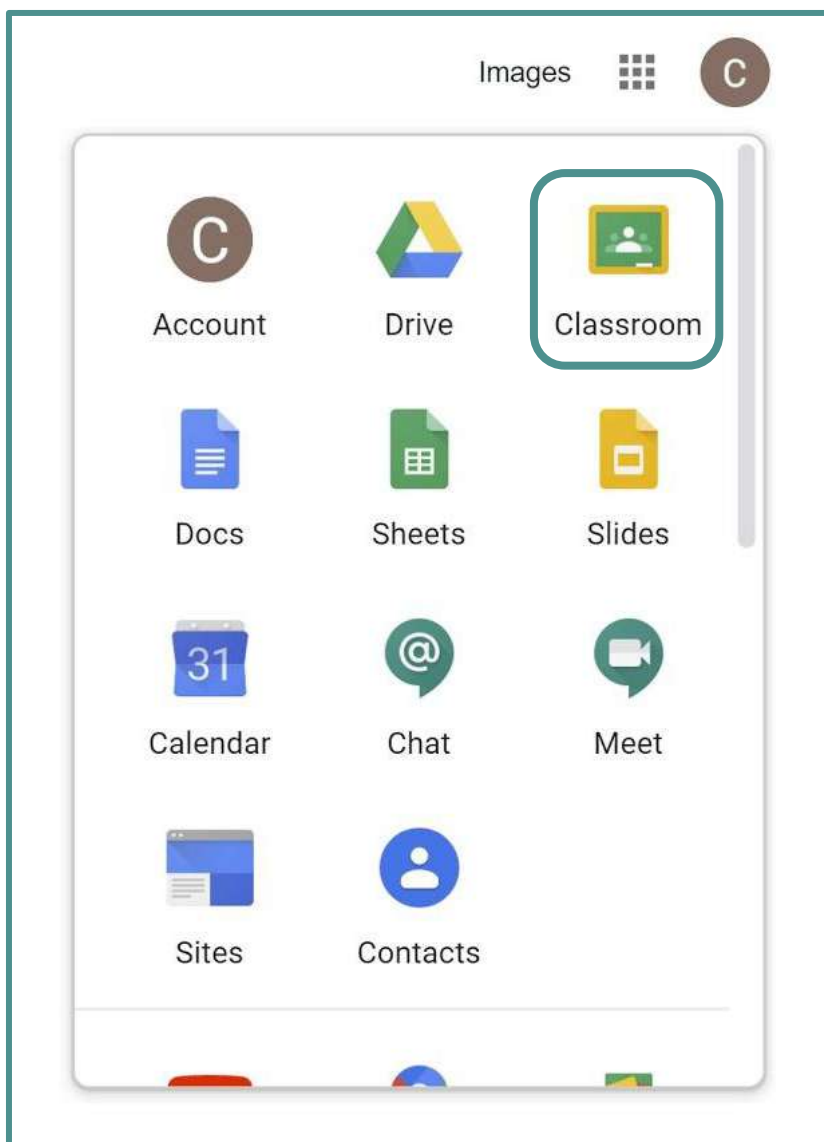 Images C
C
Account Drive Classroom
Docs Sheets Slides
31 @
Calendar Chat Meet
Sites Contacts